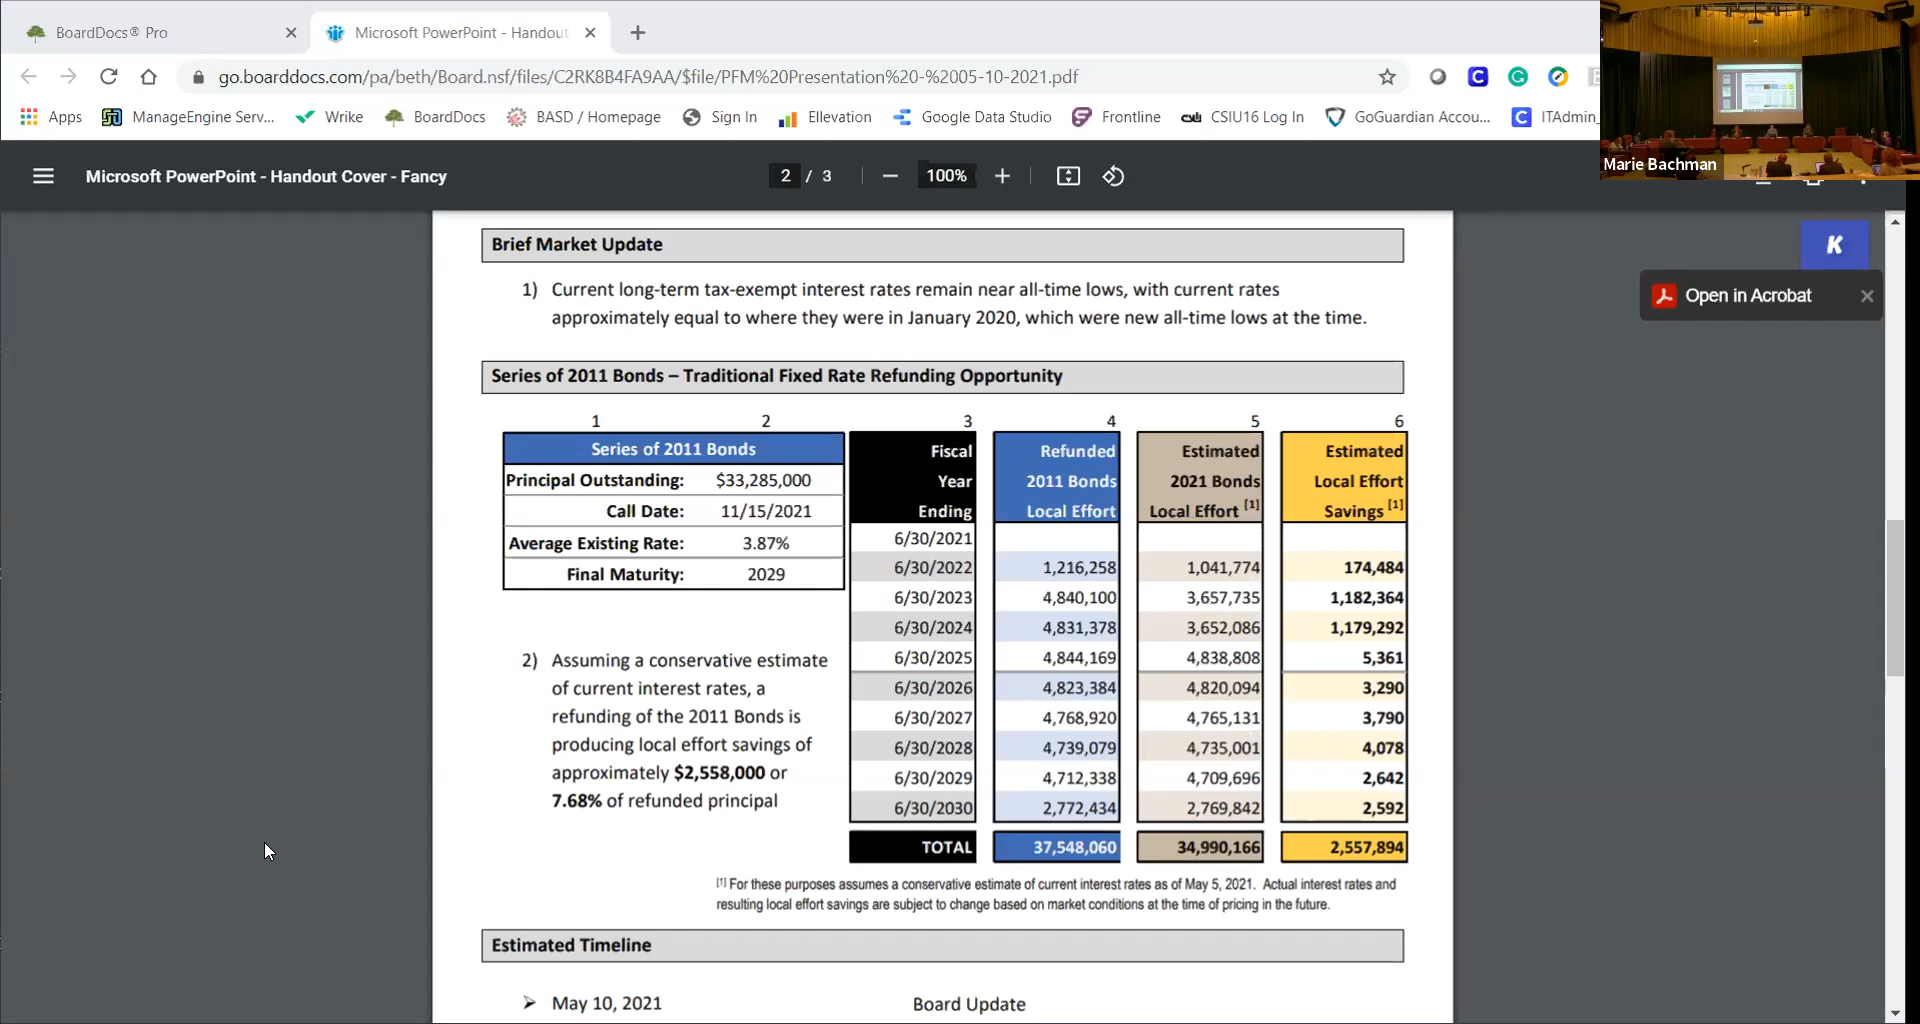 BoardDocs® Pro
Microsoft PowerPoint - Handout
go.boarddocs.com/pa/beth/Board.nsf/files/C2RK8B4FA9AA/$file/PFM%20Presentation%20-%2005-10-2021.pdf
Apps ManageEngine Serv... Wrike BoardDocs BASD / Homepage Sign In Ellevation Google Data Studio Frontline CSIU16 Log In GoGuardian Accou... ITAdmin
Marie Bachman
Microsoft PowerPoint - Handout Cover - Fancy
2 / 3
100%
K
Open in Acrobat
Brief Market Update
1) Current long-term tax-exempt interest rates remain near all-time lows, with current rates
approximately equal to where they were in January 2020, which were new all-time lows at the time.
Series of 2011 Bonds – Traditional Fixed Rate Refunding Opportunity
1 2 3 4 5 6
Series of 2011 Bonds
Principal Outstanding: $33,285,000
Call Date: 11/15/2021
Average Existing Rate: 3.87%
Final Maturity: 2029
2) Assuming a conservative estimate
of current interest rates, a
refunding of the 2011 Bonds is
producing local effort savings of
approximately $2,558,000 or
7.68% of refunded principal
Fiscal Refunded Estimated Estimated
Year 2011 Bonds 2021 Bonds Local Effort
Ending Local Effort Local Effort [1] Savings [1]
6/30/2021
6/30/2022 1,216,258 1,041,774 174,484
6/30/2023 4,840,100 3,657,735 1,182,364
6/30/2024 4,831,378 3,652,086 1,179,292
6/30/2025 4,844,169 4,838,808 5,361
6/30/2026 4,823,384 4,820,094 3,290
6/30/2027 4,768,920 4,765,131 3,790
6/30/2028 4,739,079 4,735,001 4,078
6/30/2029 4,712,338 4,709,696 2,642
6/30/2030 2,772,434 2,769,842 2,592
TOTAL 37,548,060 34,990,166 2,557,894
[1] For these purposes assumes a conservative estimate of current interest rates as of May 5, 2021. Actual interest rates and
resulting local effort savings are subject to change based on market conditions at the time of pricing in the future.
Estimated Timeline
➢ May 10, 2021 Board Update